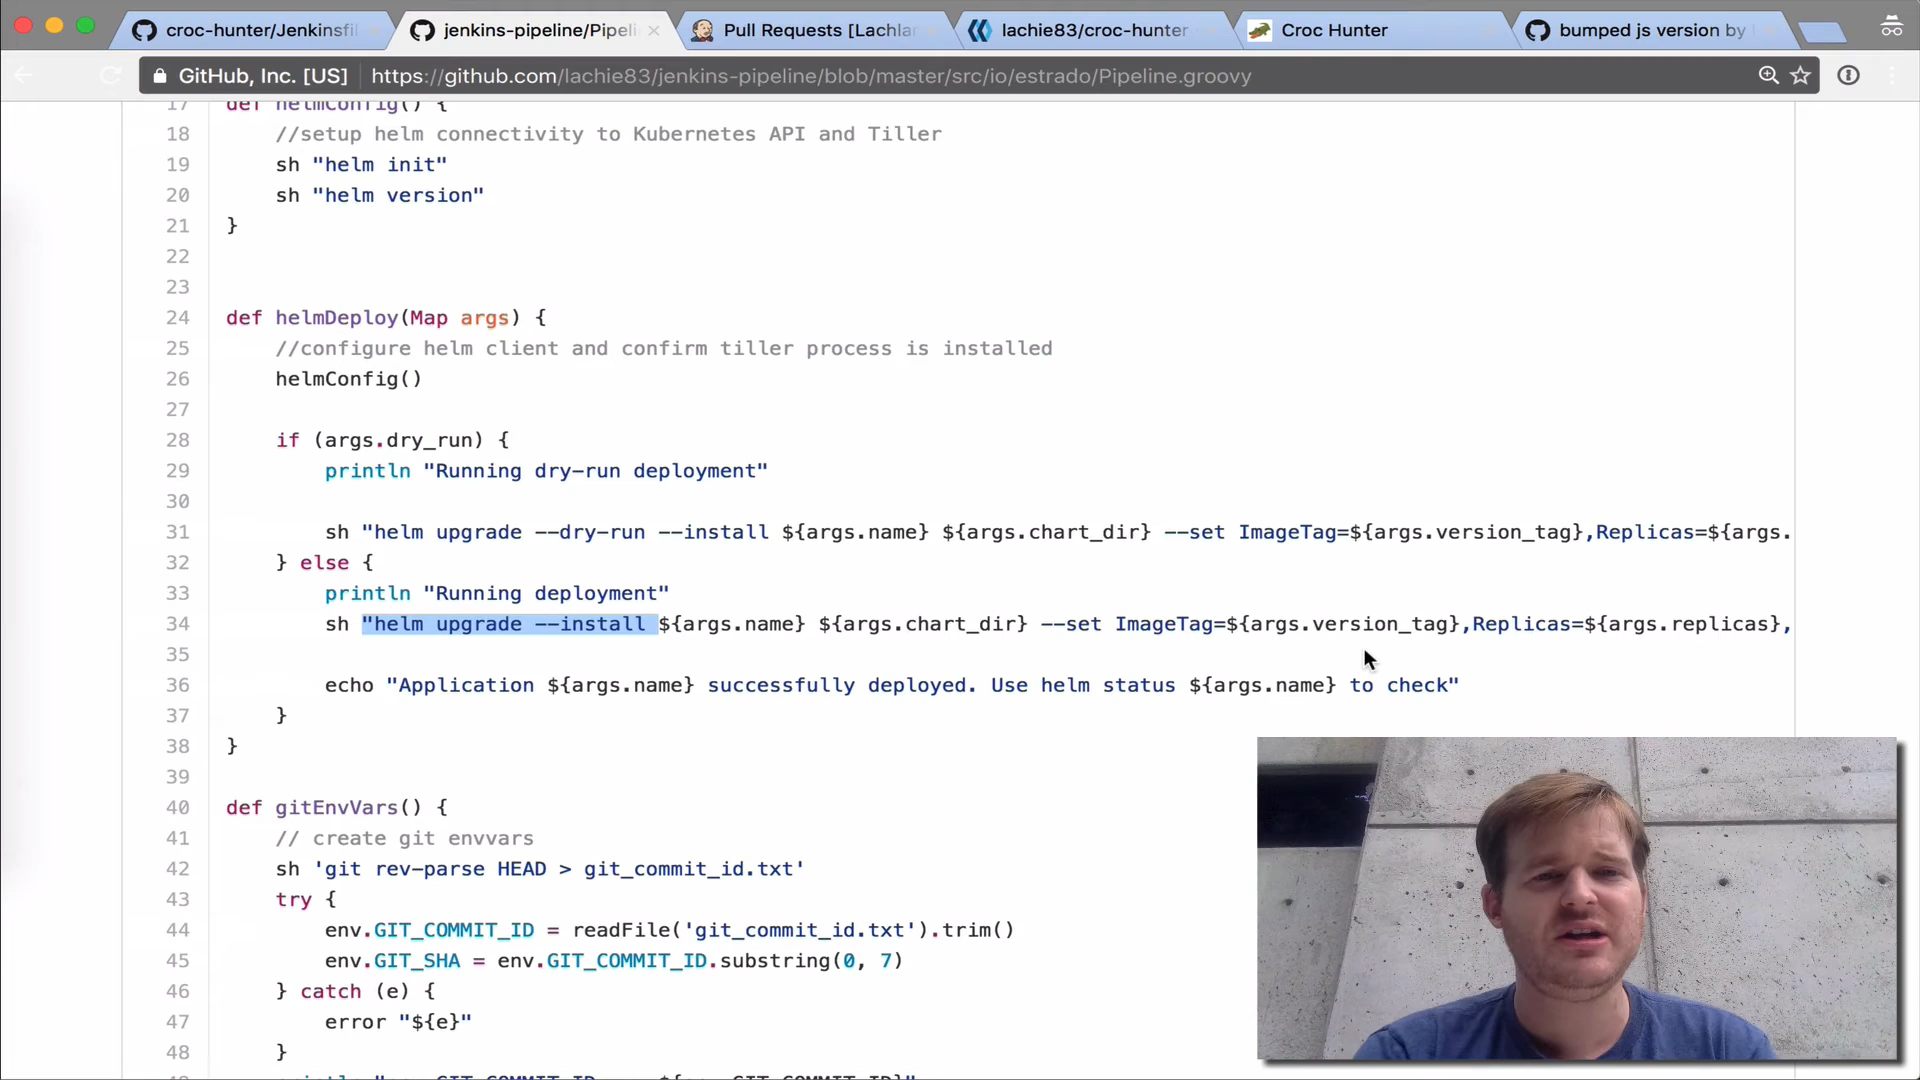 croc-hunter/Jenkinsfil
jenkins-pipeline/Pipeli
Pull Requests [Lachlan
lachie83/croc-hunter
Croc Hunter
bumped js version by l
GitHub, Inc. [US]
https://github.com/lachie83/jenkins-pipeline/blob/master/src/io/estrado/Pipeline.groovy
17 def helmConfig() {
18 //setup helm connectivity to Kubernetes API and Tiller
19 sh "helm init"
20 sh "helm version"
21 }
22
23
24 def helmDeploy(Map args) {
25 //configure helm client and confirm tiller process is installed
26 helmConfig()
27
28 if (args.dry_run) {
29 println "Running dry-run deployment"
30
31 sh "helm upgrade --dry-run --install ${args.name} ${args.chart_dir} --set ImageTag=${args.version_tag},Replicas=${args.
32 } else {
33 println "Running deployment"
34 sh "helm upgrade --install ${args.name} ${args.chart_dir} --set ImageTag=${args.version_tag},Replicas=${args.replicas},
35
36 echo "Application ${args.name} successfully deployed. Use helm status ${args.name} to check"
37 }
38 }
39
40 def gitEnvVars() {
41 // create git envvars
42 sh 'git rev-parse HEAD > git_commit_id.txt'
43 try {
44 env.GIT_COMMIT_ID = readFile('git_commit_id.txt').trim()
45 env.GIT_SHA = env.GIT_COMMIT_ID.substring(0, 7)
46 } catch (e) {
47 error "${e}"
48 }